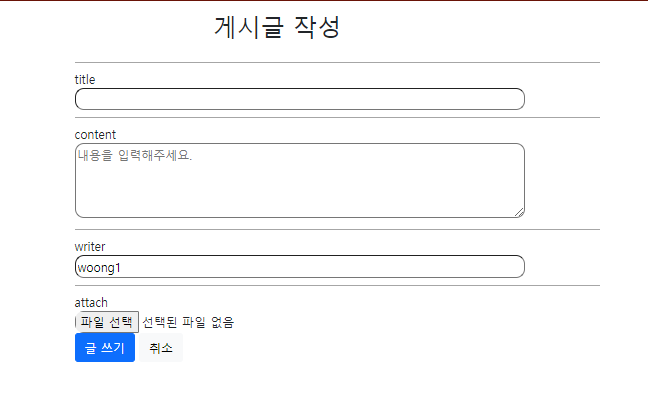 게시글 작성
title
content
내용을 입력해주세요.
writer
woong1
attach
파일 선택 선택된 파일 없음
글 쓰기 취소